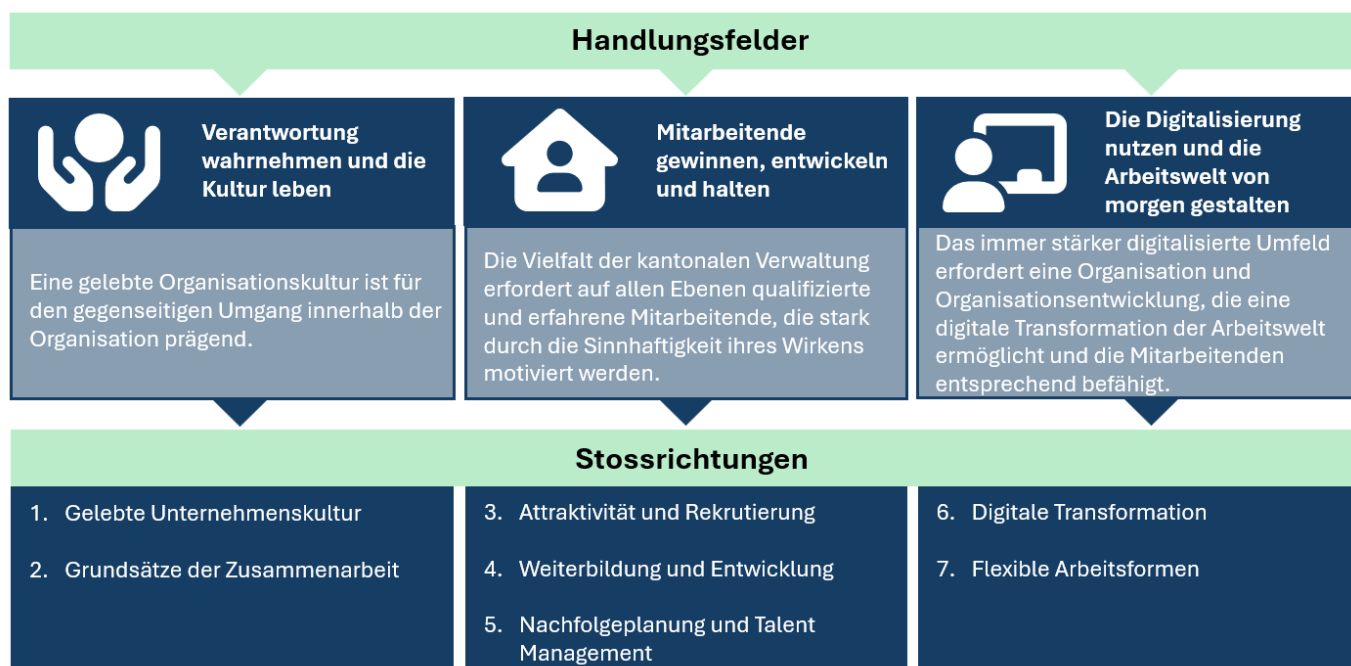 Handlungsfelder
Verantwortung
wahrnehmen und die
Kultur leben
Eine gelebte Organisationskultur ist für
den gegenseitigen Umgang innerhalb der
Organisation prägend.
Mitarbeitende
gewinnen, entwickeln
und halten
Die Vielfalt der kantonalen Verwaltung
erfordert auf allen Ebenen qualifizierte
und erfahrene Mitarbeitende, die stark
durch die Sinnhaftigkeit ihres Wirkens
motiviert werden.
Die Digitalisierung
nutzen und die
Arbeitswelt von
morgen gestalten
Das immer stärker digitalisierte Umfeld
erfordert eine Organisation und
Organisationsentwicklung, die eine
digitale Transformation der Arbeitswelt
ermöglicht und die Mitarbeitenden
entsprechend befähigt.
Stossrichtungen
1. Gelebte Unternehmenskultur
2. Grundsätze der Zusammenarbeit
3. Attraktivität und Rekrutierung
4. Weiterbildung und Entwicklung
5. Nachfolgeplanung und Talent
Management
6. Digitale Transformation
7. Flexible Arbeitsformen